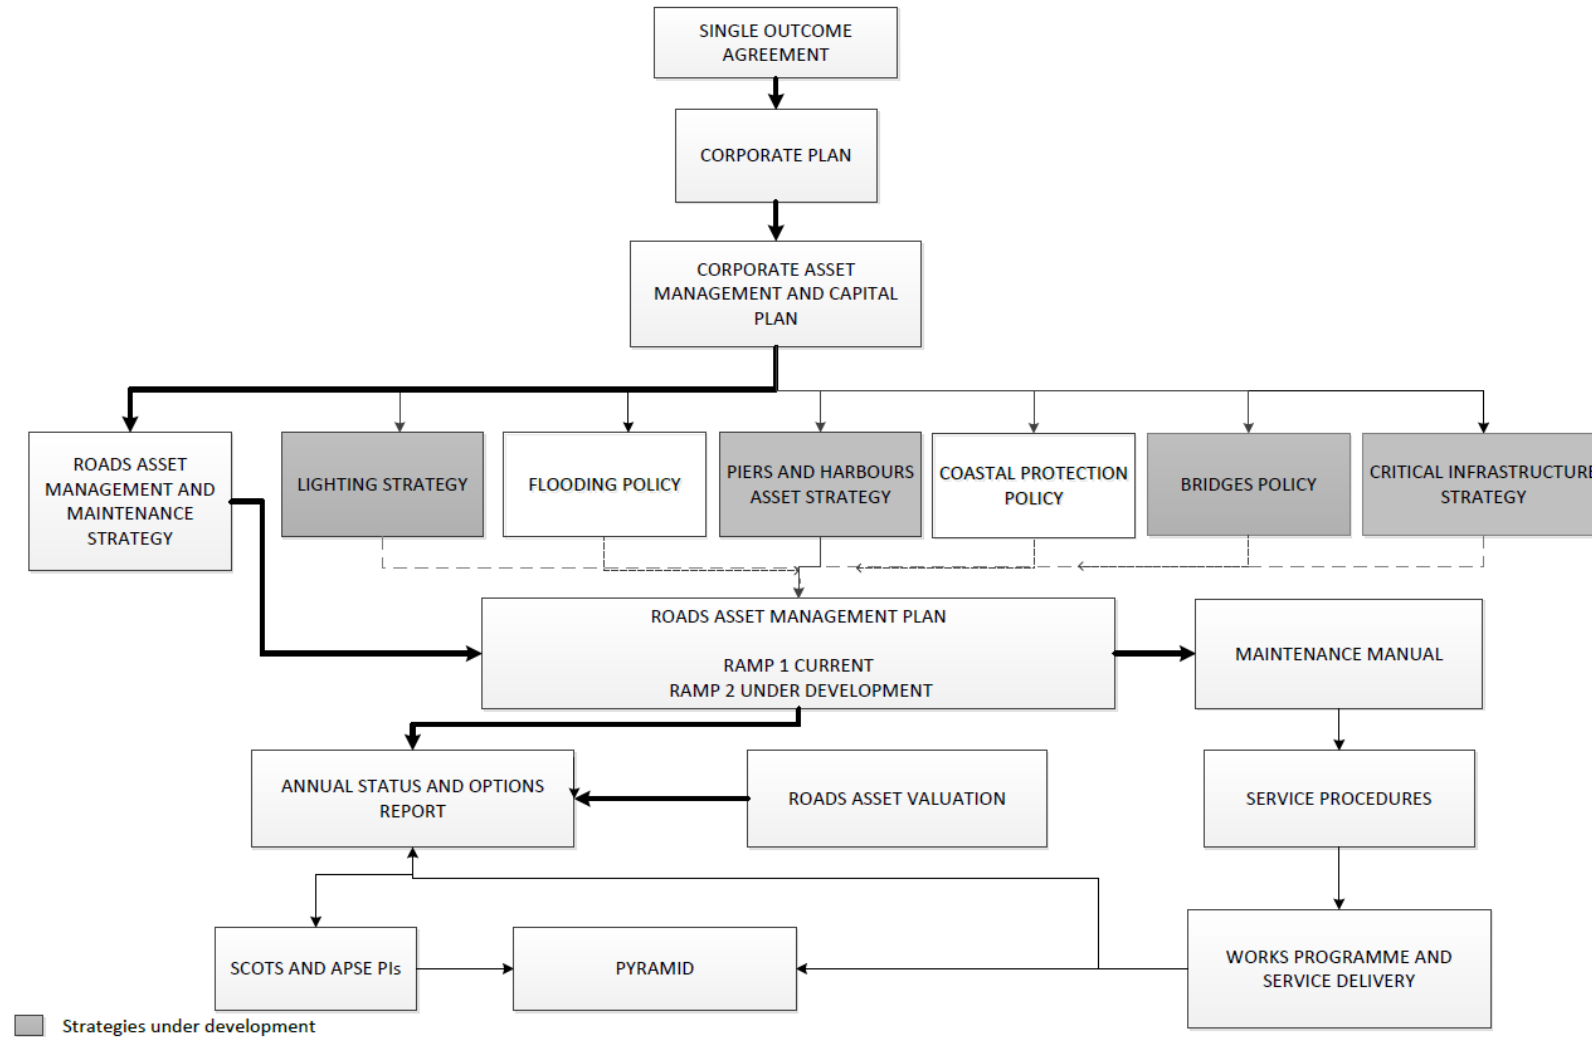 SINGLE OUTCOME
AGREEMENT
CORPORATE PLAN
CORPORATE ASSET
MANAGEMENT AND CAPITAL
PLAN
ROADS ASSET
MANAGEMENT AND
MAINTENANCE
STRATEGY
LIGHTING STRATEGY
FLOODING POLICY
PIERS AND HARBOURS
ASSET STRATEGY
COASTAL PROTECTION
POLICY
BRIDGES POLICY
CRITICAL INFRASTRUCTURE
STRATEGY
ROADS ASSET MANAGEMENT PLAN
RAMP 1 CURRENT
RAMP 2 UNDER DEVELOPMENT
MAINTENANCE MANUAL
ANNUAL STATUS AND OPTIONS
REPORT
ROADS ASSET VALUATION
SERVICE PROCEDURES
SCOTS AND APSE PIs
PYRAMID
WORKS PROGRAMME AND
SERVICE DELIVERY
Strategies under development